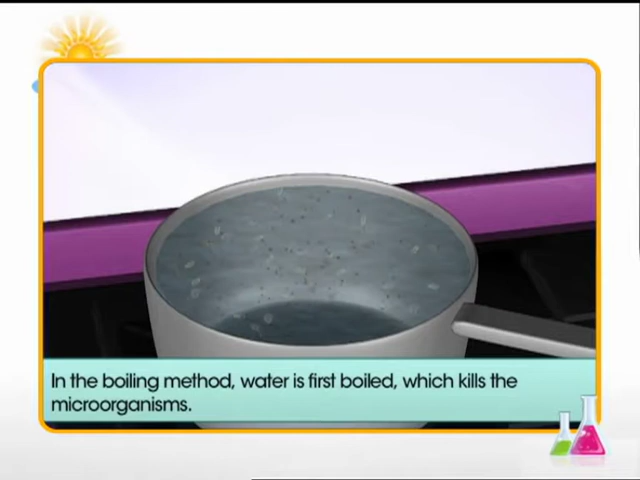 In the boiling method, water is first boiled, which kills the
microorganisms.